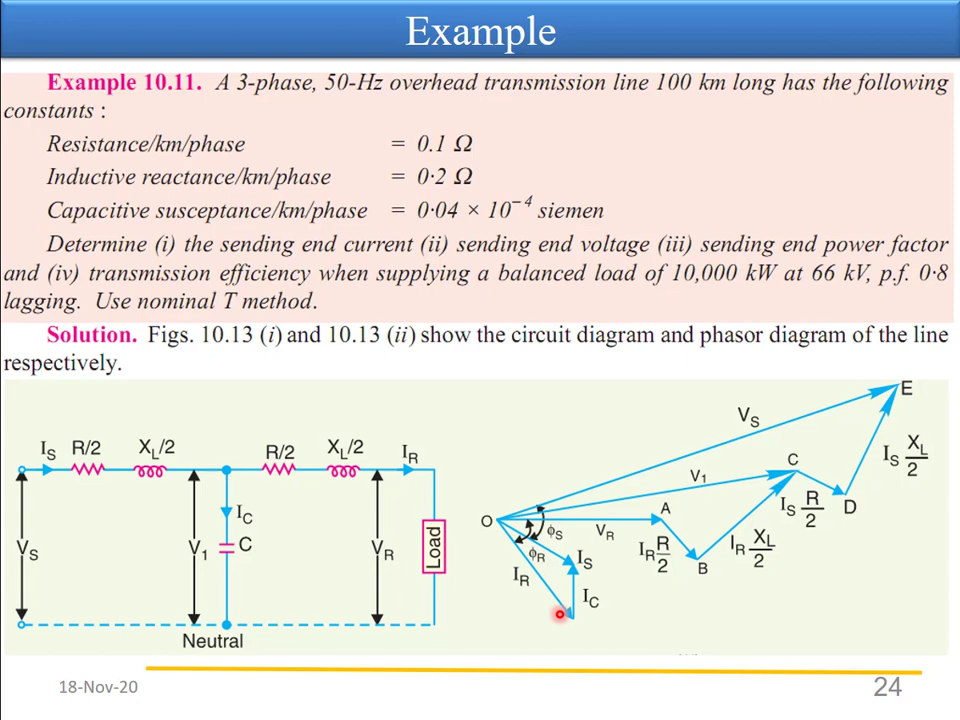 Example
Example 10.11. A 3-phase, 50-Hz overhead transmission line 100 km long has the following
constants :
Resistance/km/phase = 0.1 Ω
Inductive reactance/km/phase = 0·2 Ω
Capacitive susceptance/km/phase = 0·04 × 10⁻⁴ siemen
Determine (i) the sending end current (ii) sending end voltage (iii) sending end power factor
and (iv) transmission efficiency when supplying a balanced load of 10,000 kW at 66 kV, p.f. 0·8
lagging. Use nominal T method.
Solution. Figs. 10.13 (i) and 10.13 (ii) show the circuit diagram and phasor diagram of the line
respectively.
I_S R/2 X_L/2 R/2 X_L/2 I_R
I_C
V_S V_1 C V_R Load
Neutral
E
V_S
I_S X_L/2
C
V_1
I_S R/2 D
O A
V_R
ϕ_S
ϕ_R
I_R R/2 B I_R X_L/2
I_R I_S
I_C
18-Nov-20
24